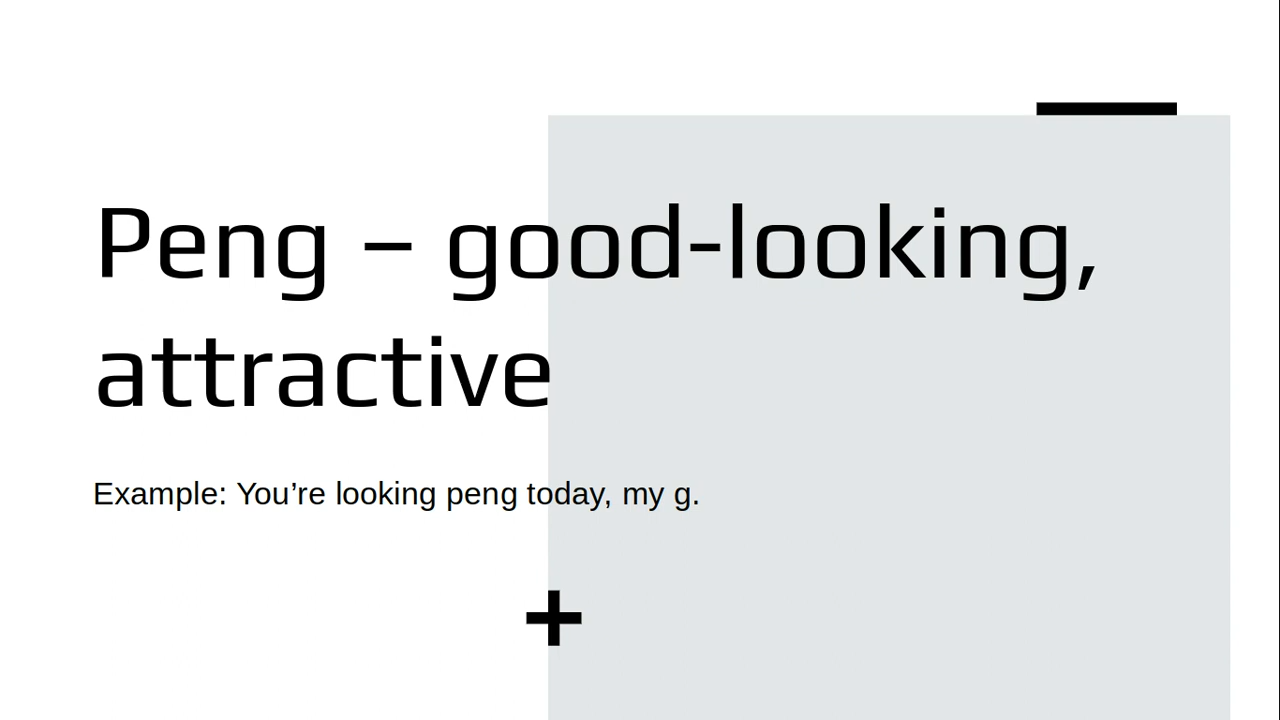 Peng – good-looking,
attractive
Example: You’re looking peng today, my g.